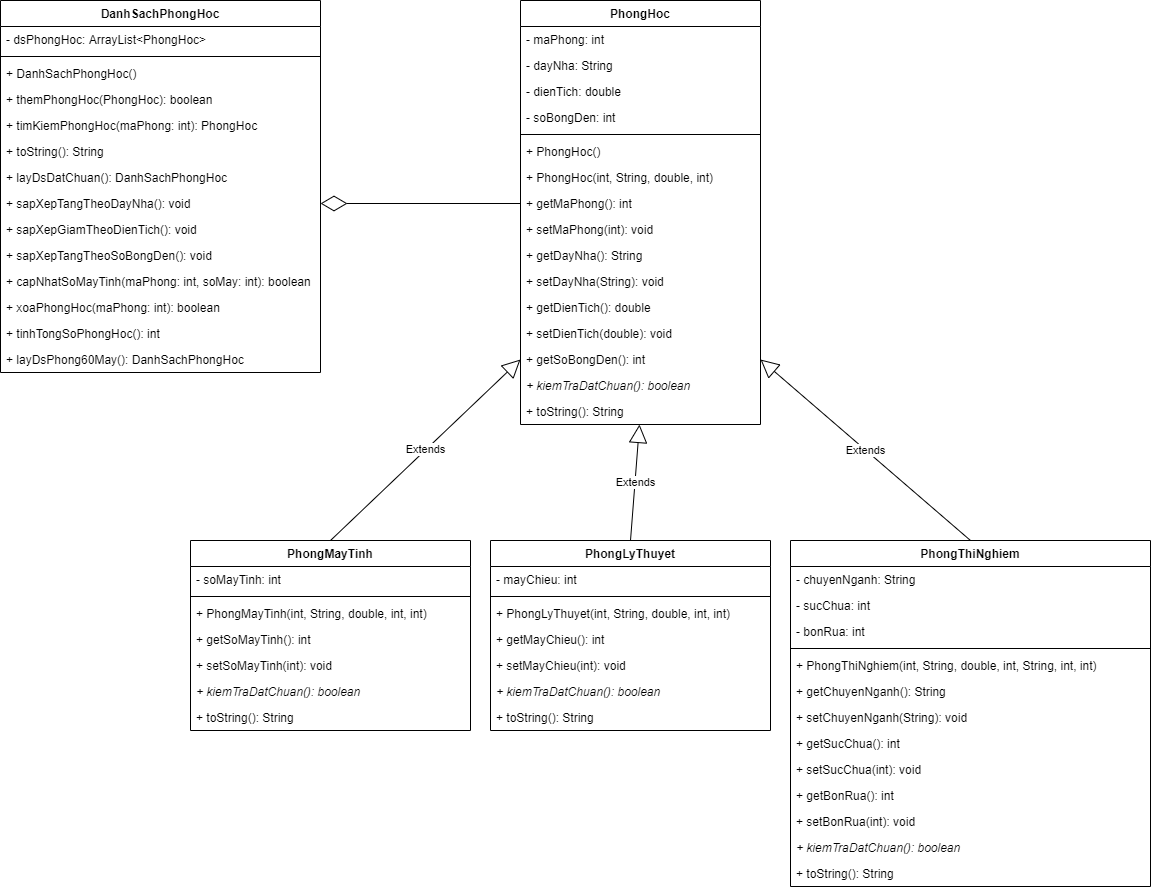 DanhSachPhongHoc
- dsPhongHoc: ArrayList<PhongHoc>
+ DanhSachPhongHoc()
+ themPhongHoc(PhongHoc): boolean
+ timKiemPhongHoc(maPhong: int): PhongHoc
+ toString(): String
+ layDsDatChuan(): DanhSachPhongHoc
+ sapXepTangTheoDayNha(): void
+ sapXepGiamTheoDienTich(): void
+ sapXepTangTheoSoBongDen(): void
+ capNhatSoMayTinh(maPhong: int, soMay: int): boolean
+ xoaPhongHoc(maPhong: int): boolean
+ tinhTongSoPhongHoc(): int
+ layDsPhong60May(): DanhSachPhongHoc
PhongHoc
- maPhong: int
- dayNha: String
- dienTich: double
- soBongDen: int
+ PhongHoc()
+ PhongHoc(int, String, double, int)
+ getMaPhong(): int
+ setMaPhong(int): void
+ getDayNha(): String
+ setDayNha(String): void
+ getDienTich(): double
+ setDienTich(double): void
+ getSoBongDen(): int
+ kiemTraDatChuan(): boolean
+ toString(): String
Extends
Extends
Extends
PhongMayTinh
- soMayTinh: int
+ PhongMayTinh(int, String, double, int, int)
+ getSoMayTinh(): int
+ setSoMayTinh(int): void
+ kiemTraDatChuan(): boolean
+ toString(): String
PhongLyThuyet
- mayChieu: int
+ PhongLyThuyet(int, String, double, int, int)
+ getMayChieu(): int
+ setMayChieu(int): void
+ kiemTraDatChuan(): boolean
+ toString(): String
PhongThiNghiem
- chuyenNganh: String
- sucChua: int
- bonRua: int
+ PhongThiNghiem(int, String, double, int, String, int, int)
+ getChuyenNganh(): String
+ setChuyenNganh(String): void
+ getSucChua(): int
+ setSucChua(int): void
+ getBonRua(): int
+ setBonRua(int): void
+ kiemTraDatChuan(): boolean
+ toString(): String